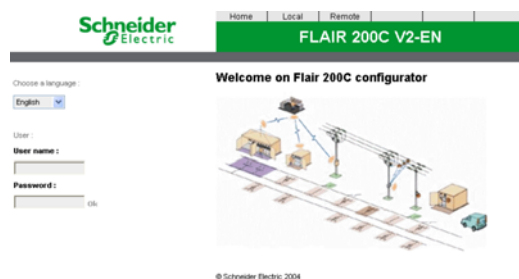 Home Local Remote
Schneider
Electric
FLAIR 200C V2-EN
Choose a language :
English
Welcome on Flair 200C configurator
User :
User name :
Password :
Ok
© Schneider Electric 2004